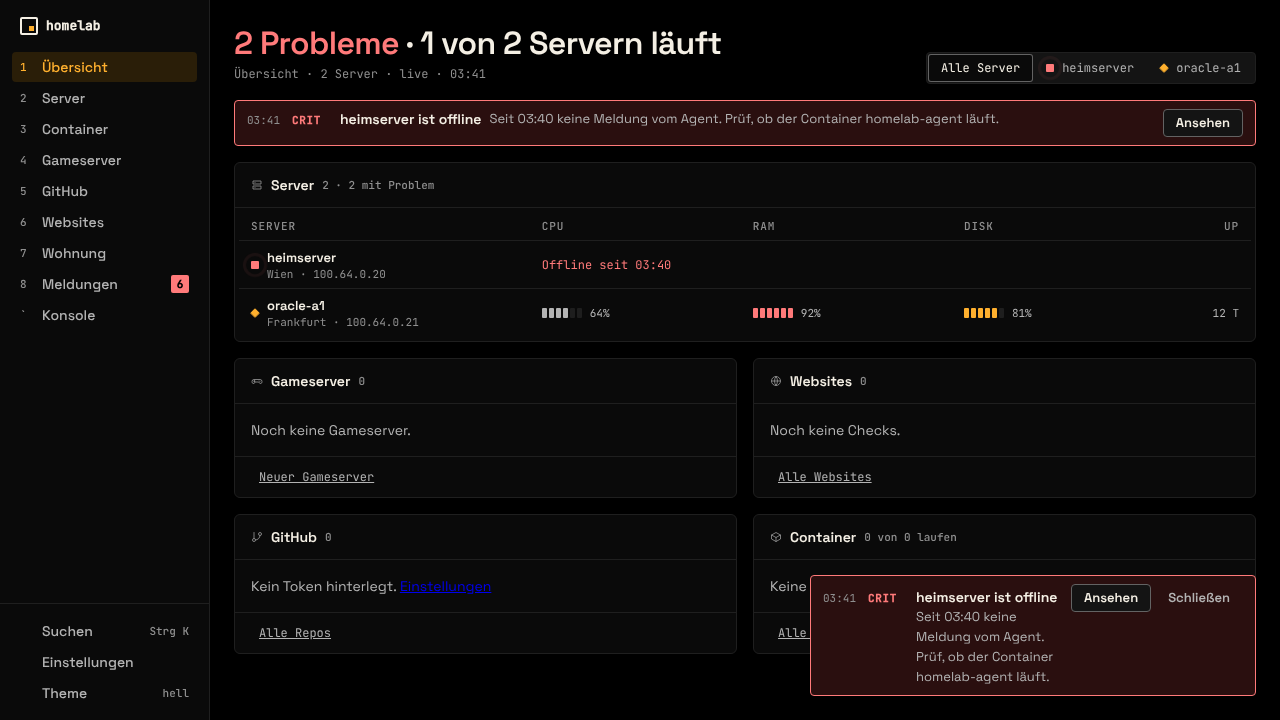 homelab
1 Übersicht
2 Server
3 Container
4 Gameserver
5 GitHub
6 Websites
7 Wohnung
8 Meldungen 6
` Konsole
Suchen Strg K
Einstellungen
Theme hell
2 Probleme · 1 von 2 Servern läuft
Übersicht · 2 Server · live · 03:41
Alle Server heimserver oracle-a1
03:41 CRIT heimserver ist offline Seit 03:40 keine Meldung vom Agent. Prüf, ob der Container homelab-agent läuft. Ansehen
Server 2 · 2 mit Problem
SERVER CPU RAM DISK UP
heimserver
Wien · 100.64.0.20
Offline seit 03:40
oracle-a1
Frankfurt · 100.64.0.21
64% 92% 81% 12 T
Gameserver 0
Noch keine Gameserver.
Neuer Gameserver
Websites 0
Noch keine Checks.
Alle Websites
GitHub 0
Kein Token hinterlegt. Einstellungen
Alle Repos
Container 0 von 0 laufen
Keine
Alle
03:41 CRIT heimserver ist offline Ansehen Schließen
Seit 03:40 keine
Meldung vom Agent.
Prüf, ob der Container
homelab-agent läuft.